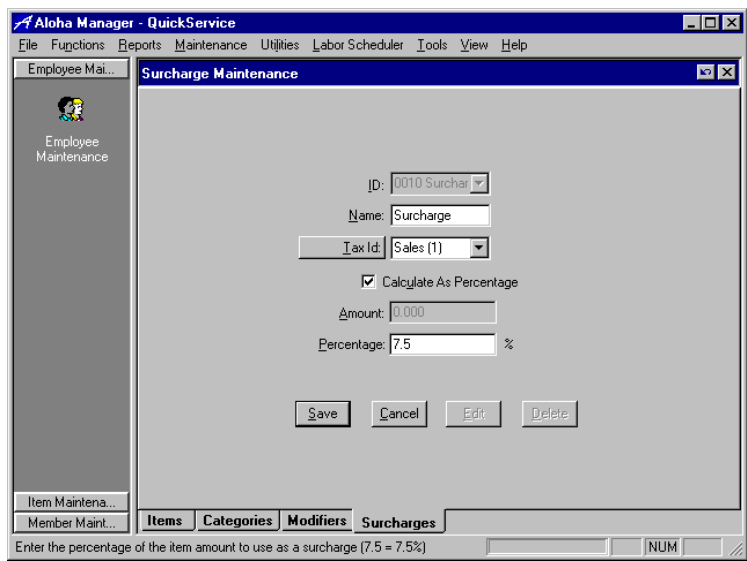 Aloha Manager - QuickService
File Functions Reports Maintenance Utilities Labor Scheduler Tools View Help
Employee Mai...
Surcharge Maintenance
Employee
Maintenance
ID: 0010 Surchar
Name: Surcharge
Tax Id: Sales (1)
Calculate As Percentage
Amount: 0.000
Percentage: 7.5 %
Save Cancel Edit Delete
Item Maintena...
Member Maint...
Items Categories Modifiers Surcharges
Enter the percentage of the item amount to use as a surcharge (7.5 = 7.5%) NUM